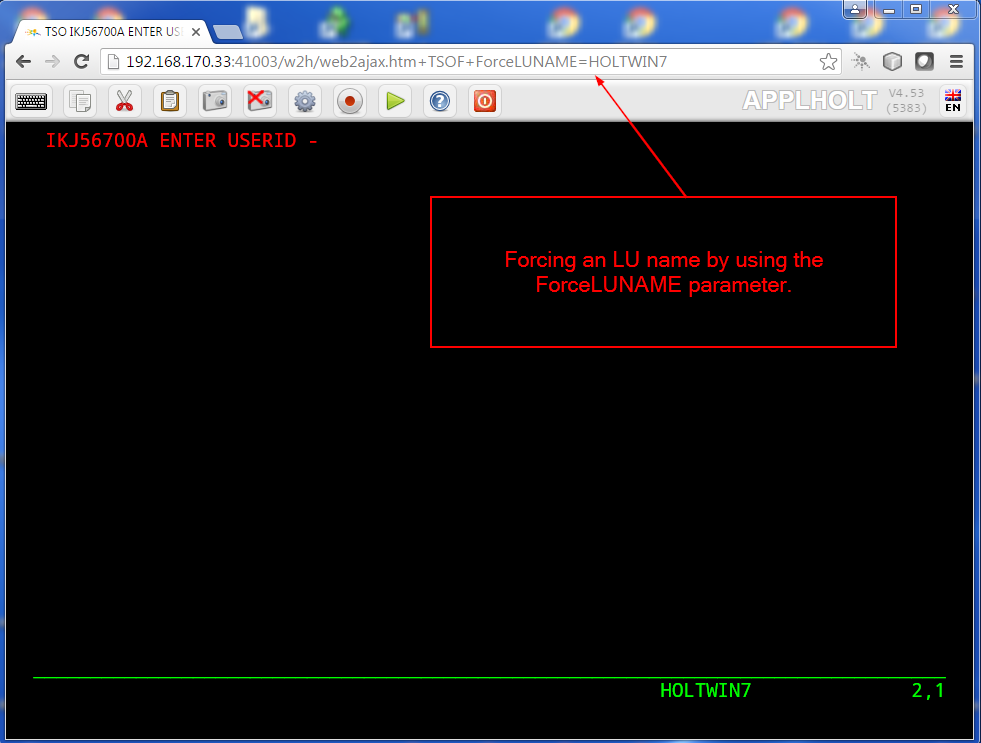 TSO IKJ56700A ENTER US
192.168.170.33:41003/w2h/web2ajax.htm+TSOF+ForceLUNAME=HOLTWIN7
APPLHOLT
V4.53
(5383)
EN
IKJ56700A ENTER USERID -
Forcing an LU name by using the
ForceLUNAME parameter.
HOLTWIN7 2,1